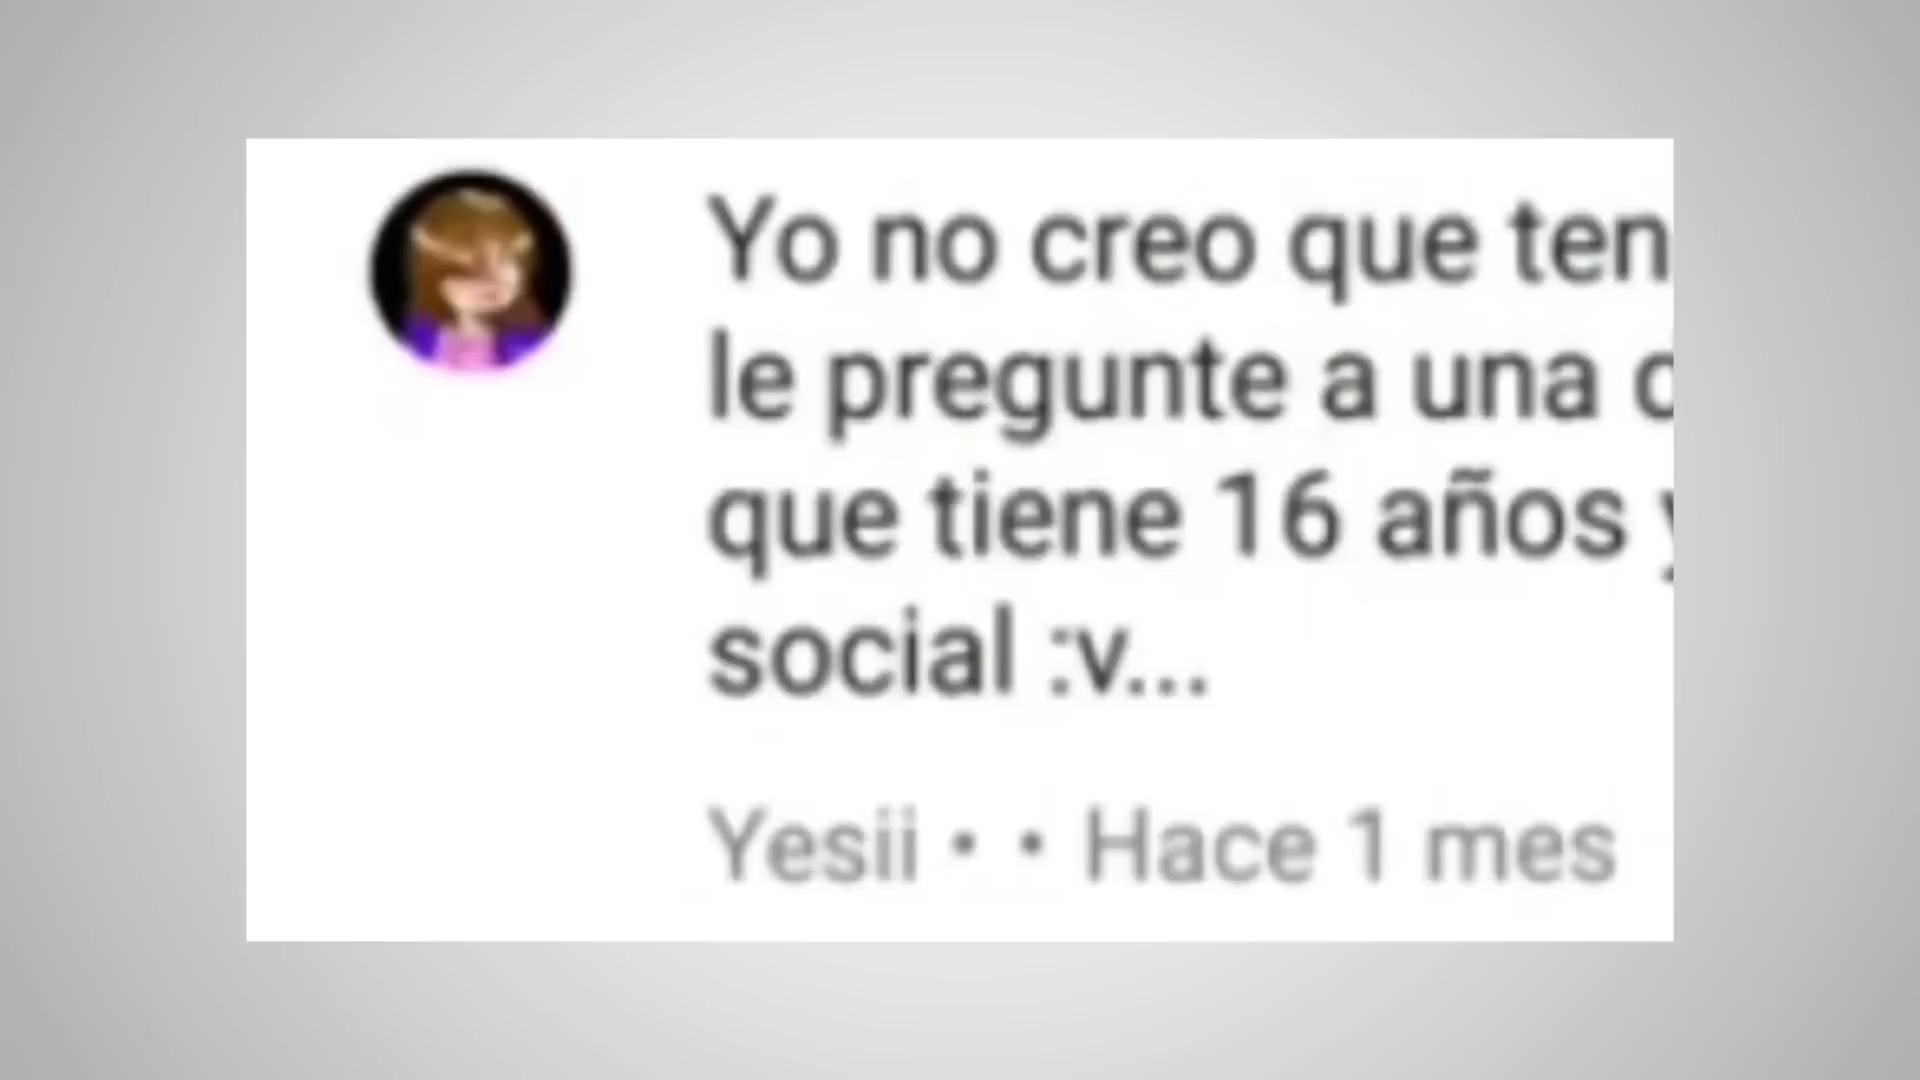 Yo no creo que ten
le pregunte a una
que tiene 16 años y
social :v...
Yesii • • Hace 1 mes